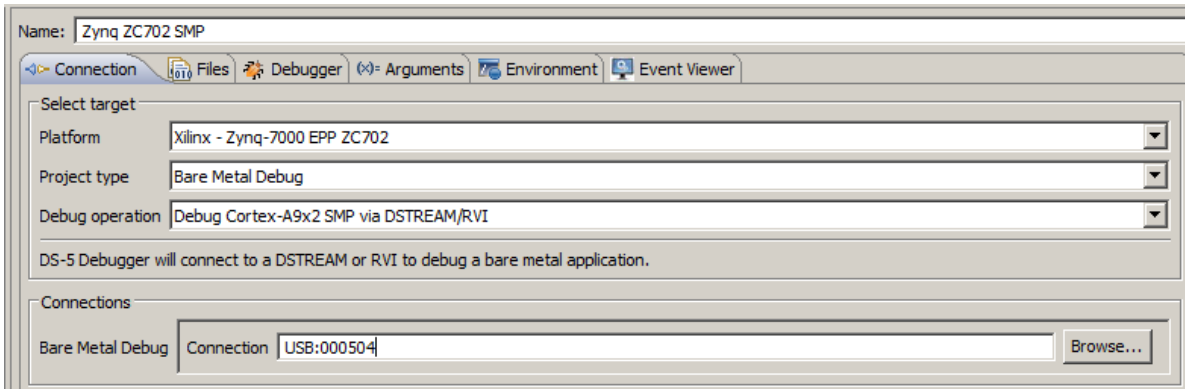 Name: Zynq ZC702 SMP
Connection Files Debugger (x)= Arguments Environment Event Viewer
Select target
Platform Xilinx - Zynq-7000 EPP ZC702
Project type Bare Metal Debug
Debug operation Debug Cortex-A9x2 SMP via DSTREAM/RVI
DS-5 Debugger will connect to a DSTREAM or RVI to debug a bare metal application.
Connections
Bare Metal Debug Connection USB:000504 Browse...